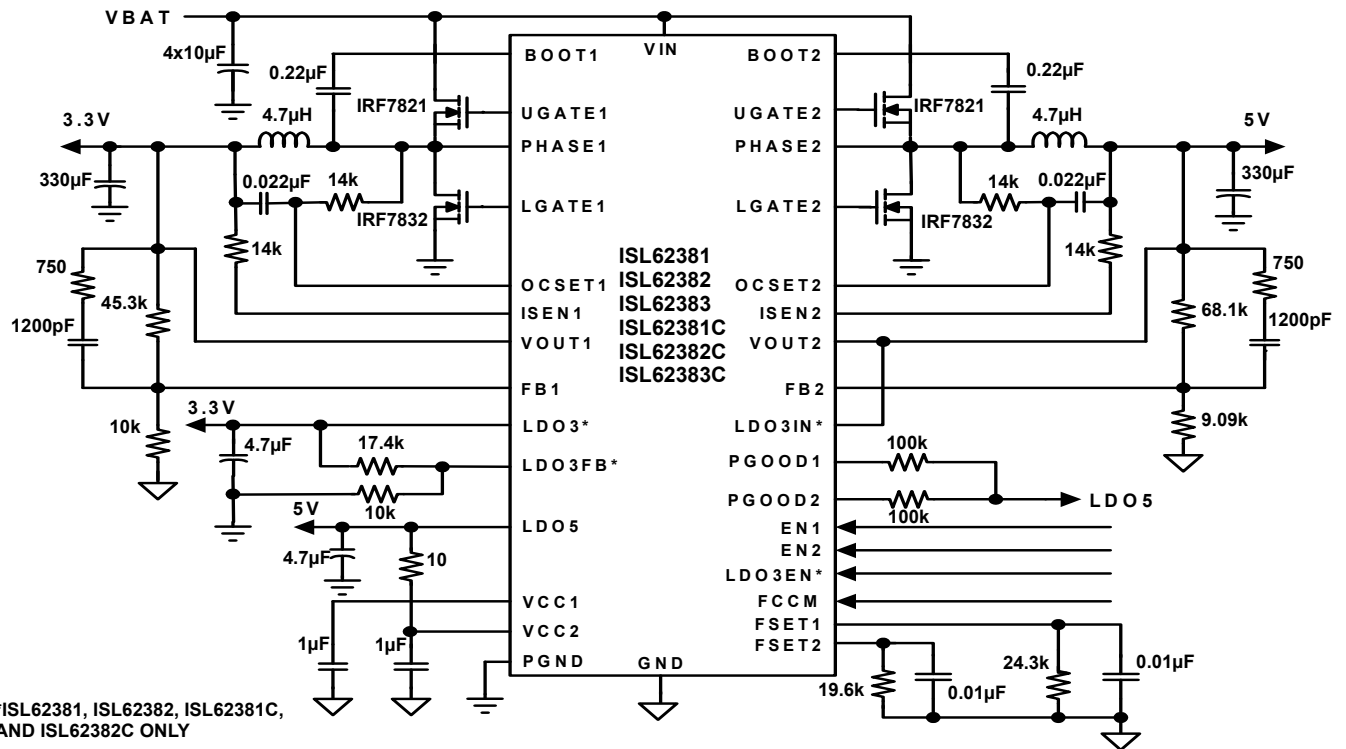 VBAT
4x10µF
0.22µF
IRF7821
3.3V
4.7µH
330µF
0.022µF
14k
IRF7832
14k
750
45.3k
1200pF
10k
3.3V
4.7µF
17.4k
10k
5V
4.7µF
10
1µF
1µF
VIN
BOOT1
UGATE1
PHASE1
LGATE1
OCSET1
ISEN1
VOUT1
FB1
LDO3*
LDO3FB*
LDO5
VCC1
VCC2
PGND
GND
ISL62381
ISL62382
ISL62383
ISL62381C
ISL62382C
ISL62383C
BOOT2
UGATE2
PHASE2
LGATE2
OCSET2
ISEN2
VOUT2
FB2
LDO3IN*
PGOOD1
PGOOD2
EN1
EN2
LDO3EN*
FCCM
FSET1
FSET2
0.22µF
IRF7821
4.7µH
5V
330µF
14k
0.022µF
IRF7832
14k
750
68.1k
1200pF
9.09k
100k
100k
LDO5
19.6k
0.01µF
24.3k
0.01µF
*ISL62381, ISL62382, ISL62381C,
AND ISL62382C ONLY